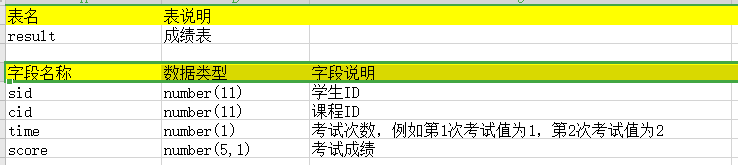 表名 表说明
result 成绩表
字段名称 数据类型 字段说明
sid number(11) 学生ID
cid number(11) 课程ID
time number(1) 考试次数，例如第1次考试值为1，第2次考试值为2
score number(5,1) 考试成绩